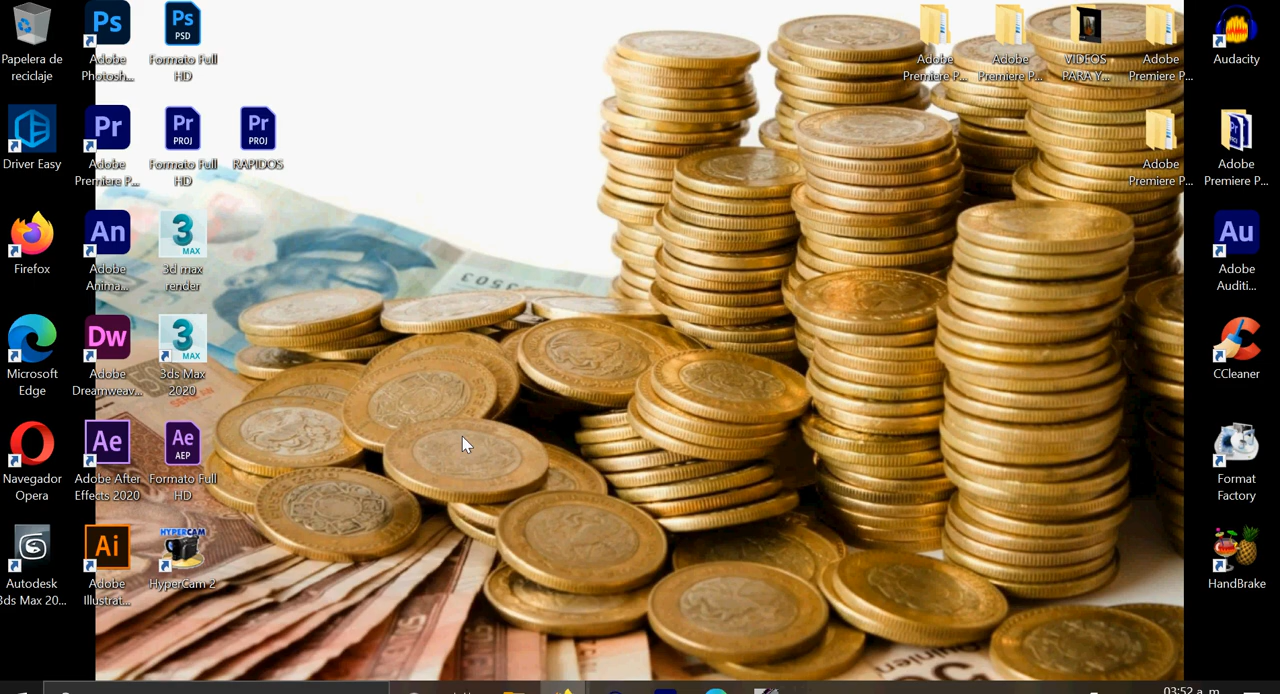 Papelera de
reciclaje
Ps
Adobe
Photosh...
Ps
PSD
Formato Full
HD
Adobe
Premiere P...
Adobe
Premiere P...
VIDEOS
PARA Y...
Adobe
Premiere P...
Audacity
Driver Easy
Pr
Adobe
Premiere P...
Pr
PROJ
Formato Full
HD
Pr
PROJ
RAPIDOS
Adobe
Premiere P...
Adobe
Premiere P...
Firefox
An
Adobe
Anima...
3
MAX
3d max
render
3503
Au
Adobe
Auditi...
Microsoft
Edge
Dw
Adobe
Dreamweav...
3
MAX
3ds Max
2020
CCleaner
Navegador
Opera
Ae
Adobe After
Effects 2020
Ae
AEP
Formato Full
HD
Format
Factory
Autodesk
3ds Max 20...
Ai
Adobe
Illustrat...
HYPERCAM
HyperCam 2
HandBrake
03:52 a. m.